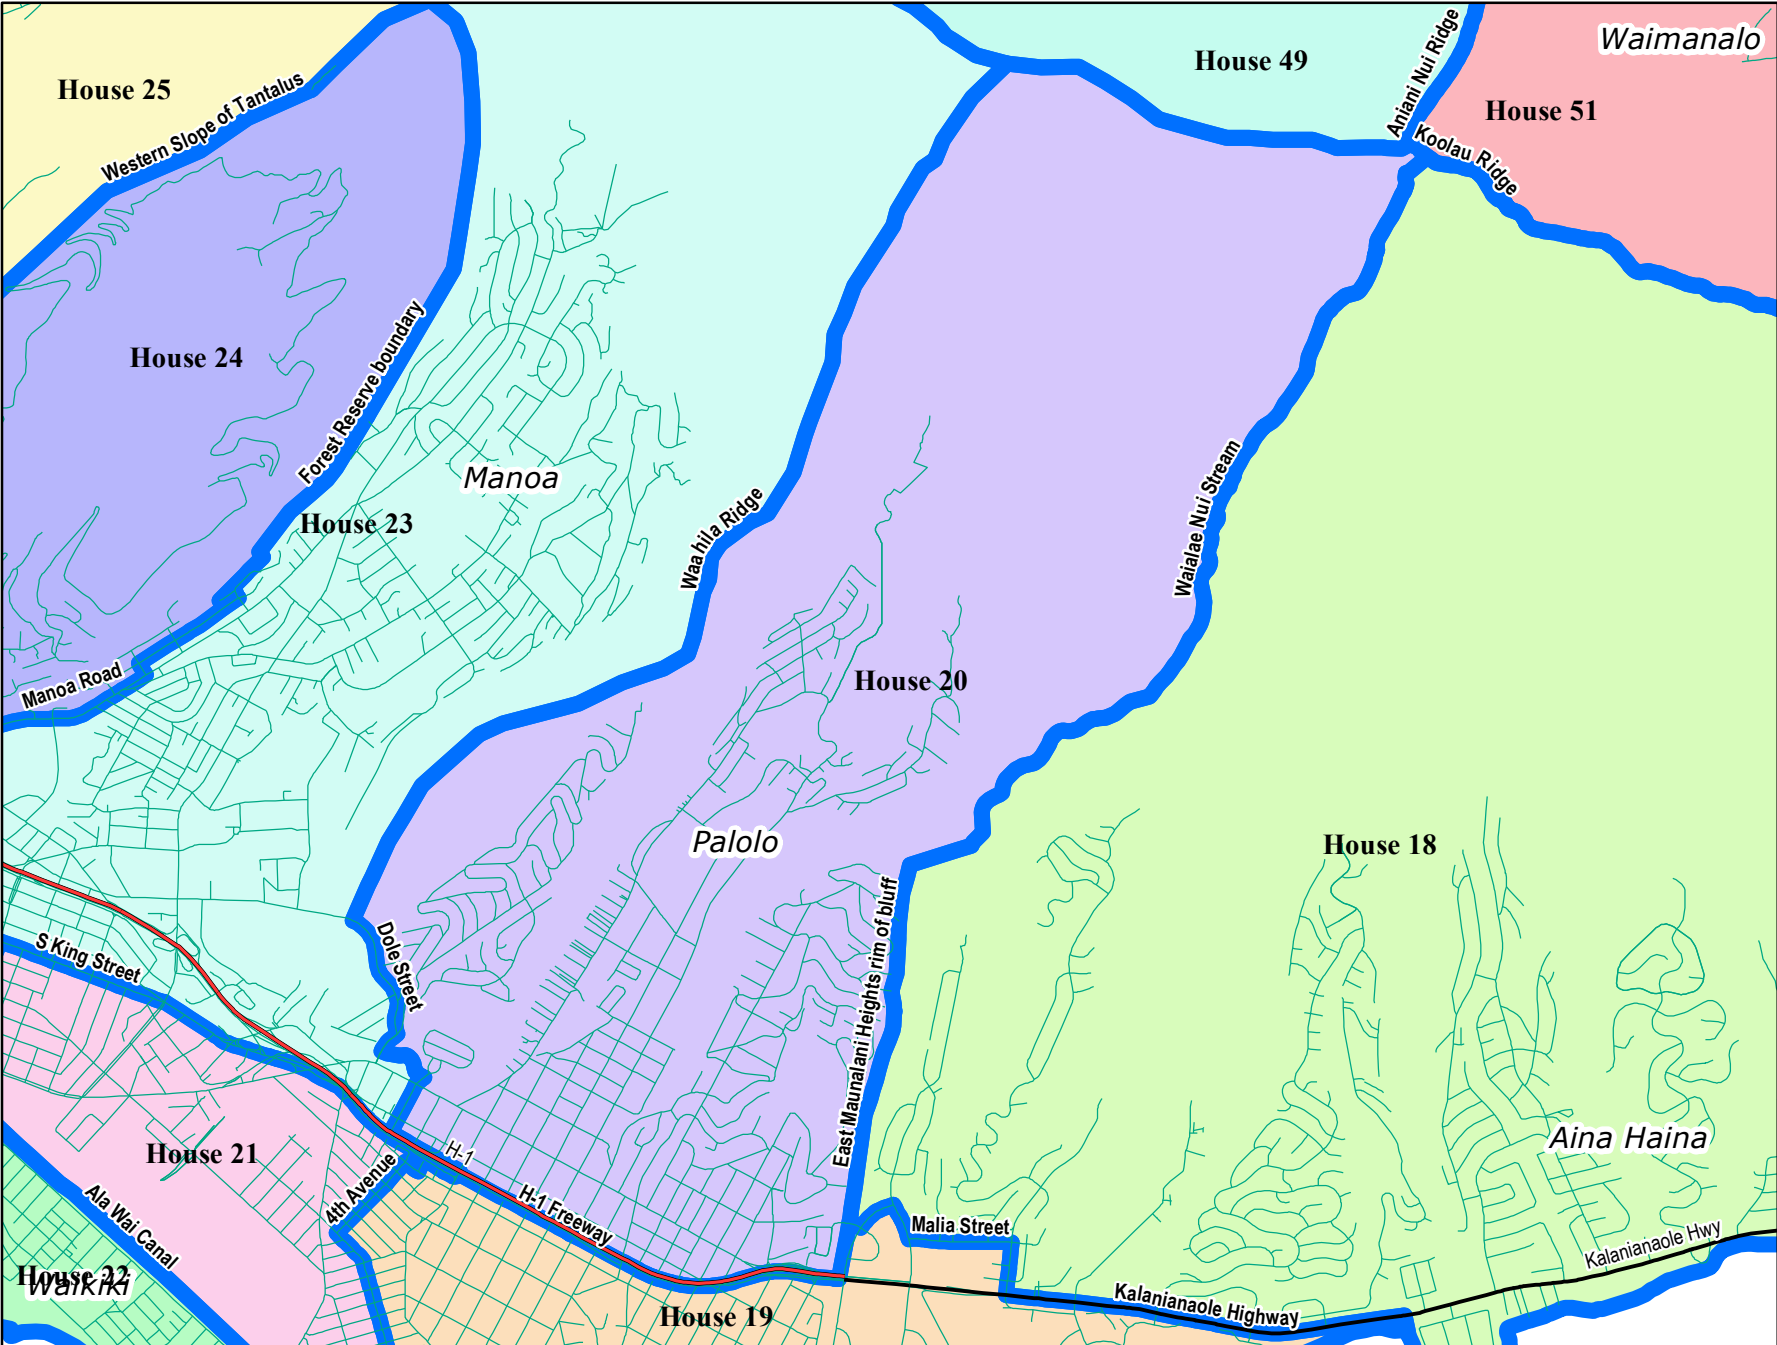 Waimanalo
House 49
House 25
Aniani Nui Ridge
House 51
Western Slope of Tantalus
Koolau Ridge
House 24
Forest Reserve boundary
Manoa
House 23
Waahila Ridge
Waialae Nui Stream
Manoa Road
House 20
Palolo
House 18
S King Street
Dole Street
East Maunalani Heights rim of bluff
House 21
H-1
Aina Haina
4th Avenue
H-1 Freeway
Malia Street
Ala Wai Canal
Kalanianaole Hwy
House 22
Waikiki
Kalanianaole Highway
House 19